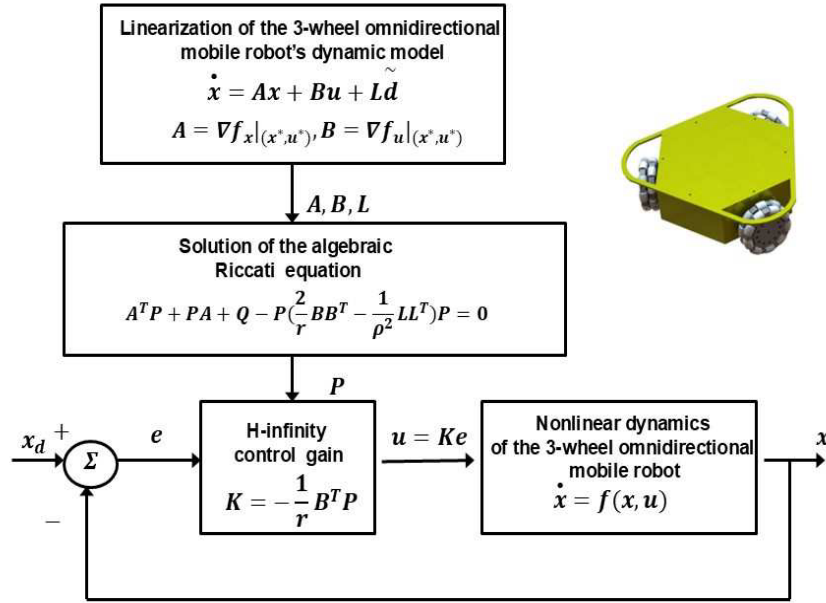 Linearization of the 3-wheel omnidirectional
mobile robot's dynamic model
ẋ = Ax + Bu + Ld̃
A = ∇f_x|_(x*,u*), B = ∇f_u|_(x*,u*)
A, B, L
Solution of the algebraic
Riccati equation
A^T P + PA + Q − P(2/r BB^T − 1/ρ^2 LL^T)P = 0
P
x_d
+
−
Σ
e
H-infinity
control gain
K = −1/r B^T P
u = Ke
Nonlinear dynamics
of the 3-wheel omnidirectional
mobile robot
ẋ = f(x, u)
x